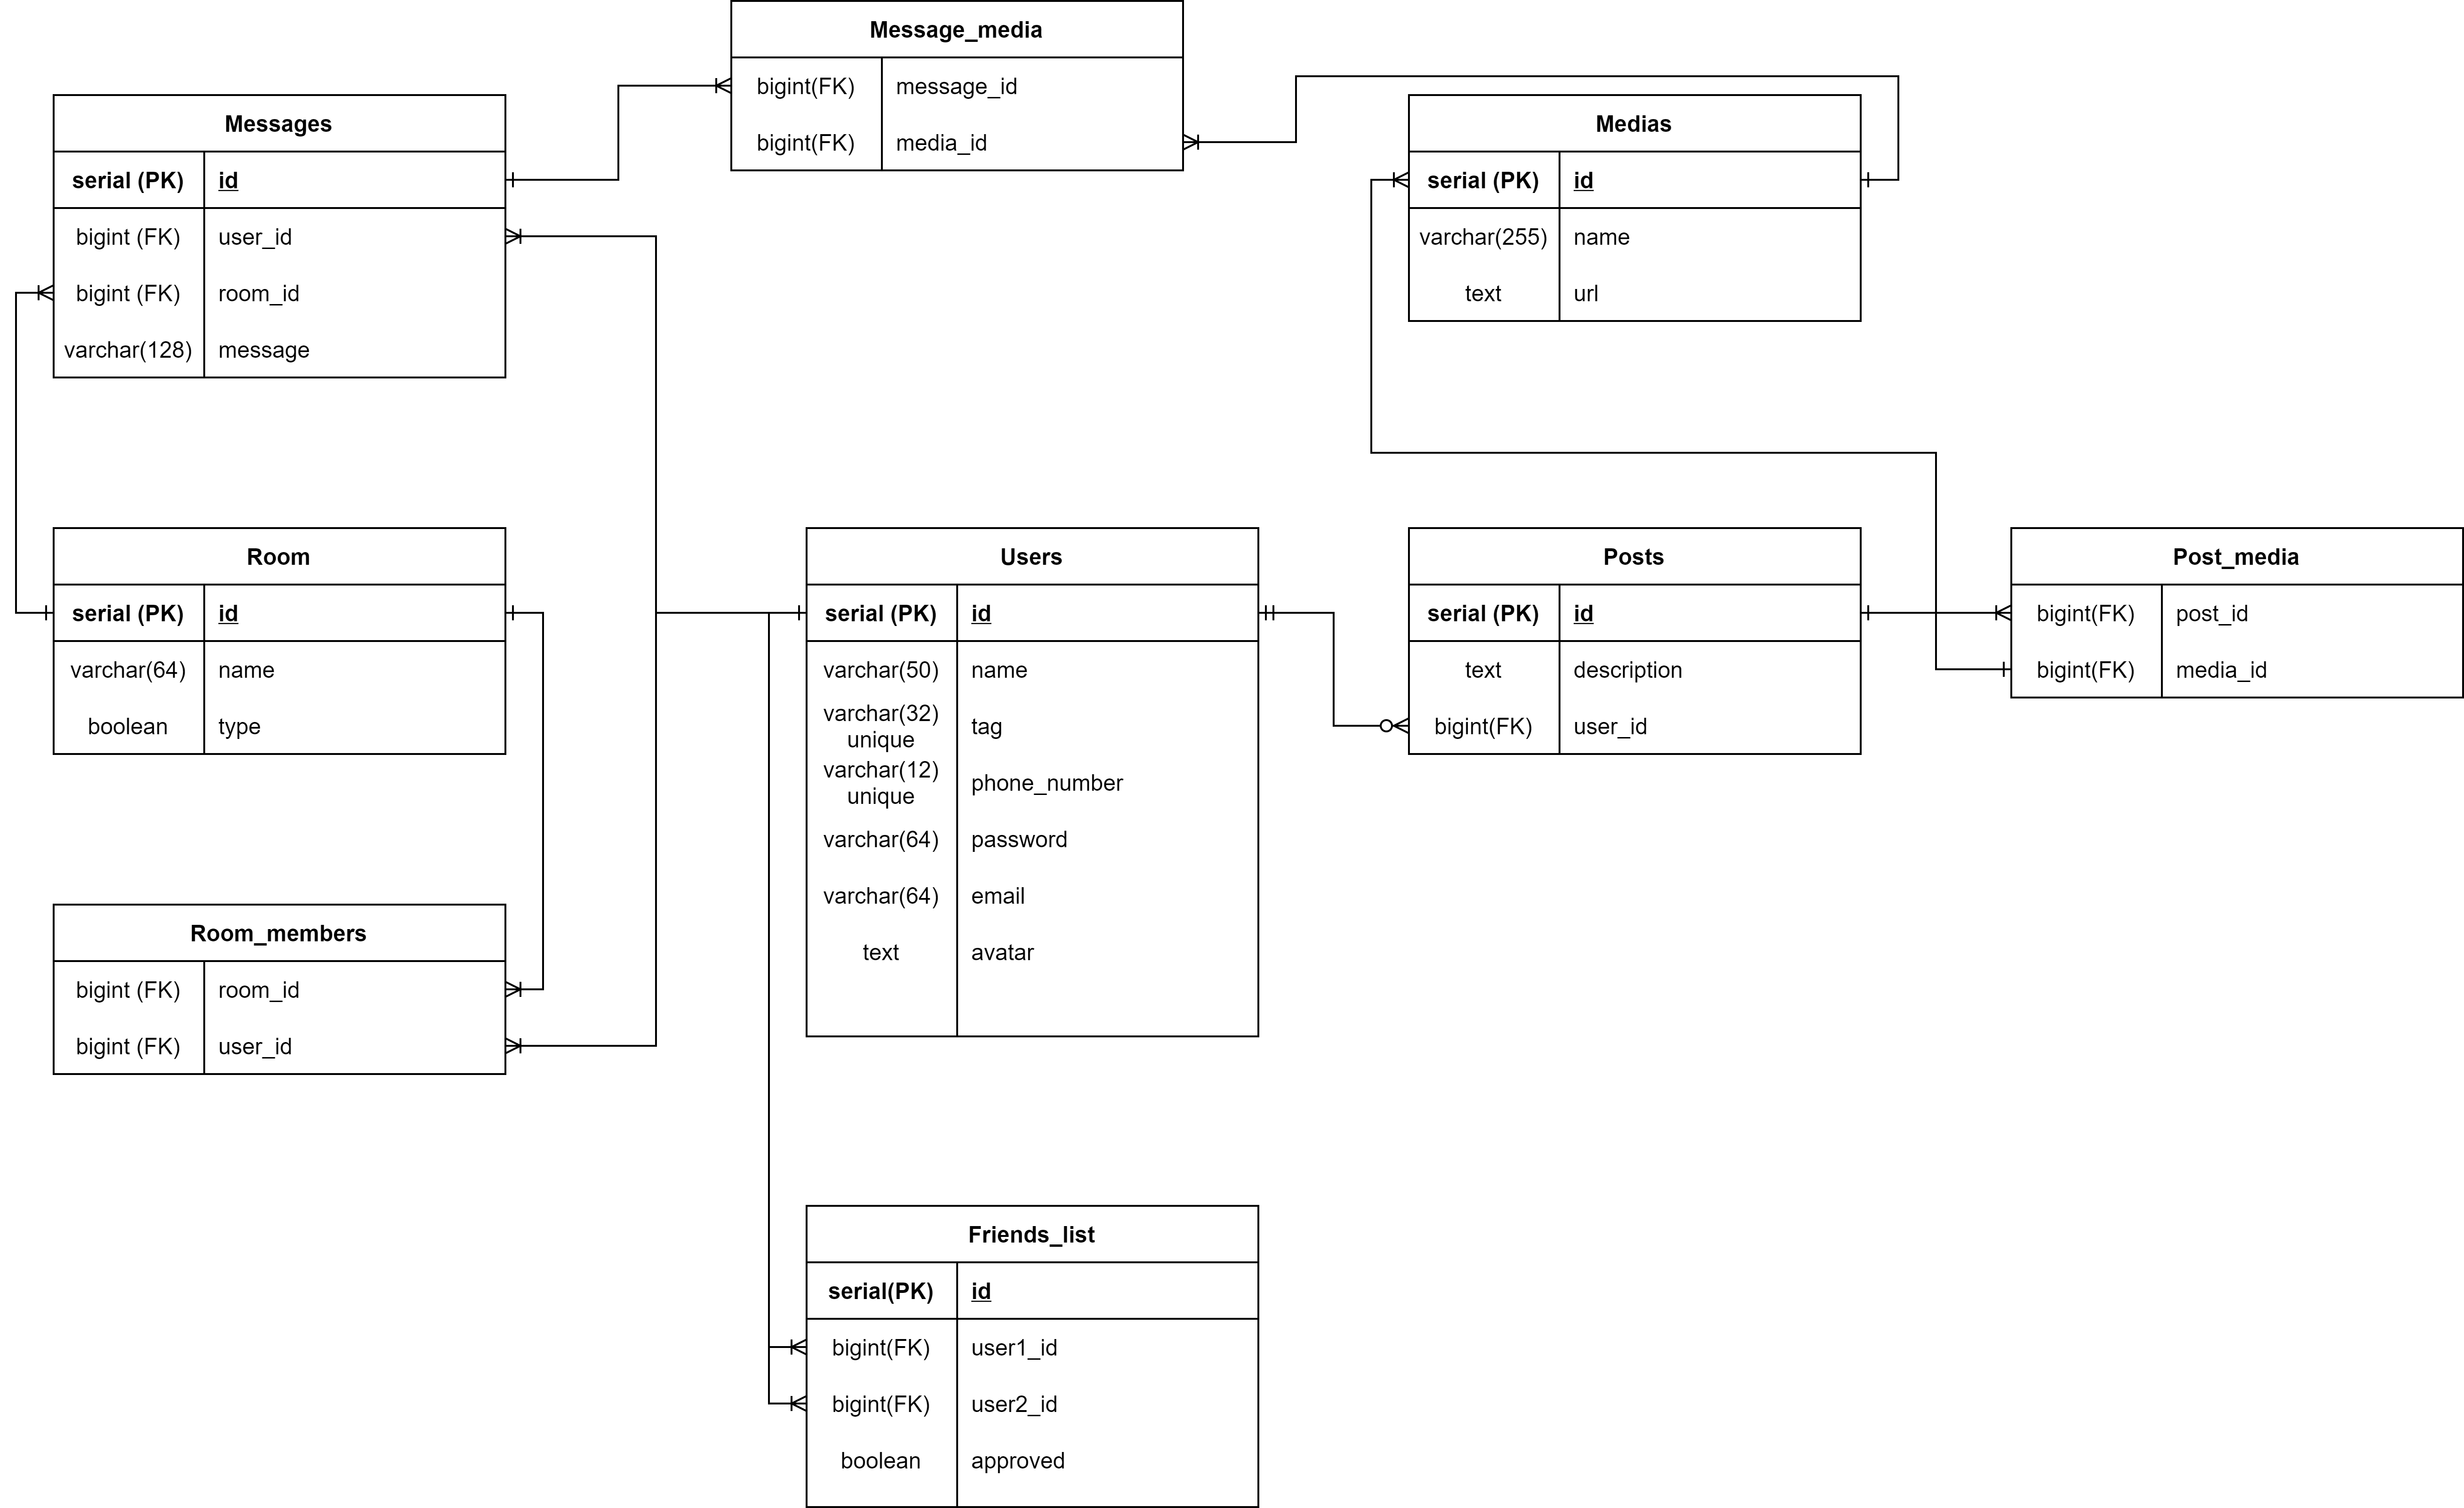 Message_media
bigint(FK) message_id
bigint(FK) media_id
Messages
serial (PK) id
bigint (FK) user_id
bigint (FK) room_id
varchar(128) message
Medias
serial (PK) id
varchar(255) name
text url
Room
serial (PK) id
varchar(64) name
boolean type
Users
serial (PK) id
varchar(50) name
varchar(32)
unique
tag
varchar(12)
unique
phone_number
varchar(64) password
varchar(64) email
text avatar
Posts
serial (PK) id
text description
bigint(FK) user_id
Post_media
bigint(FK) post_id
bigint(FK) media_id
Room_members
bigint (FK) room_id
bigint (FK) user_id
Friends_list
serial(PK) id
bigint(FK) user1_id
bigint(FK) user2_id
boolean approved